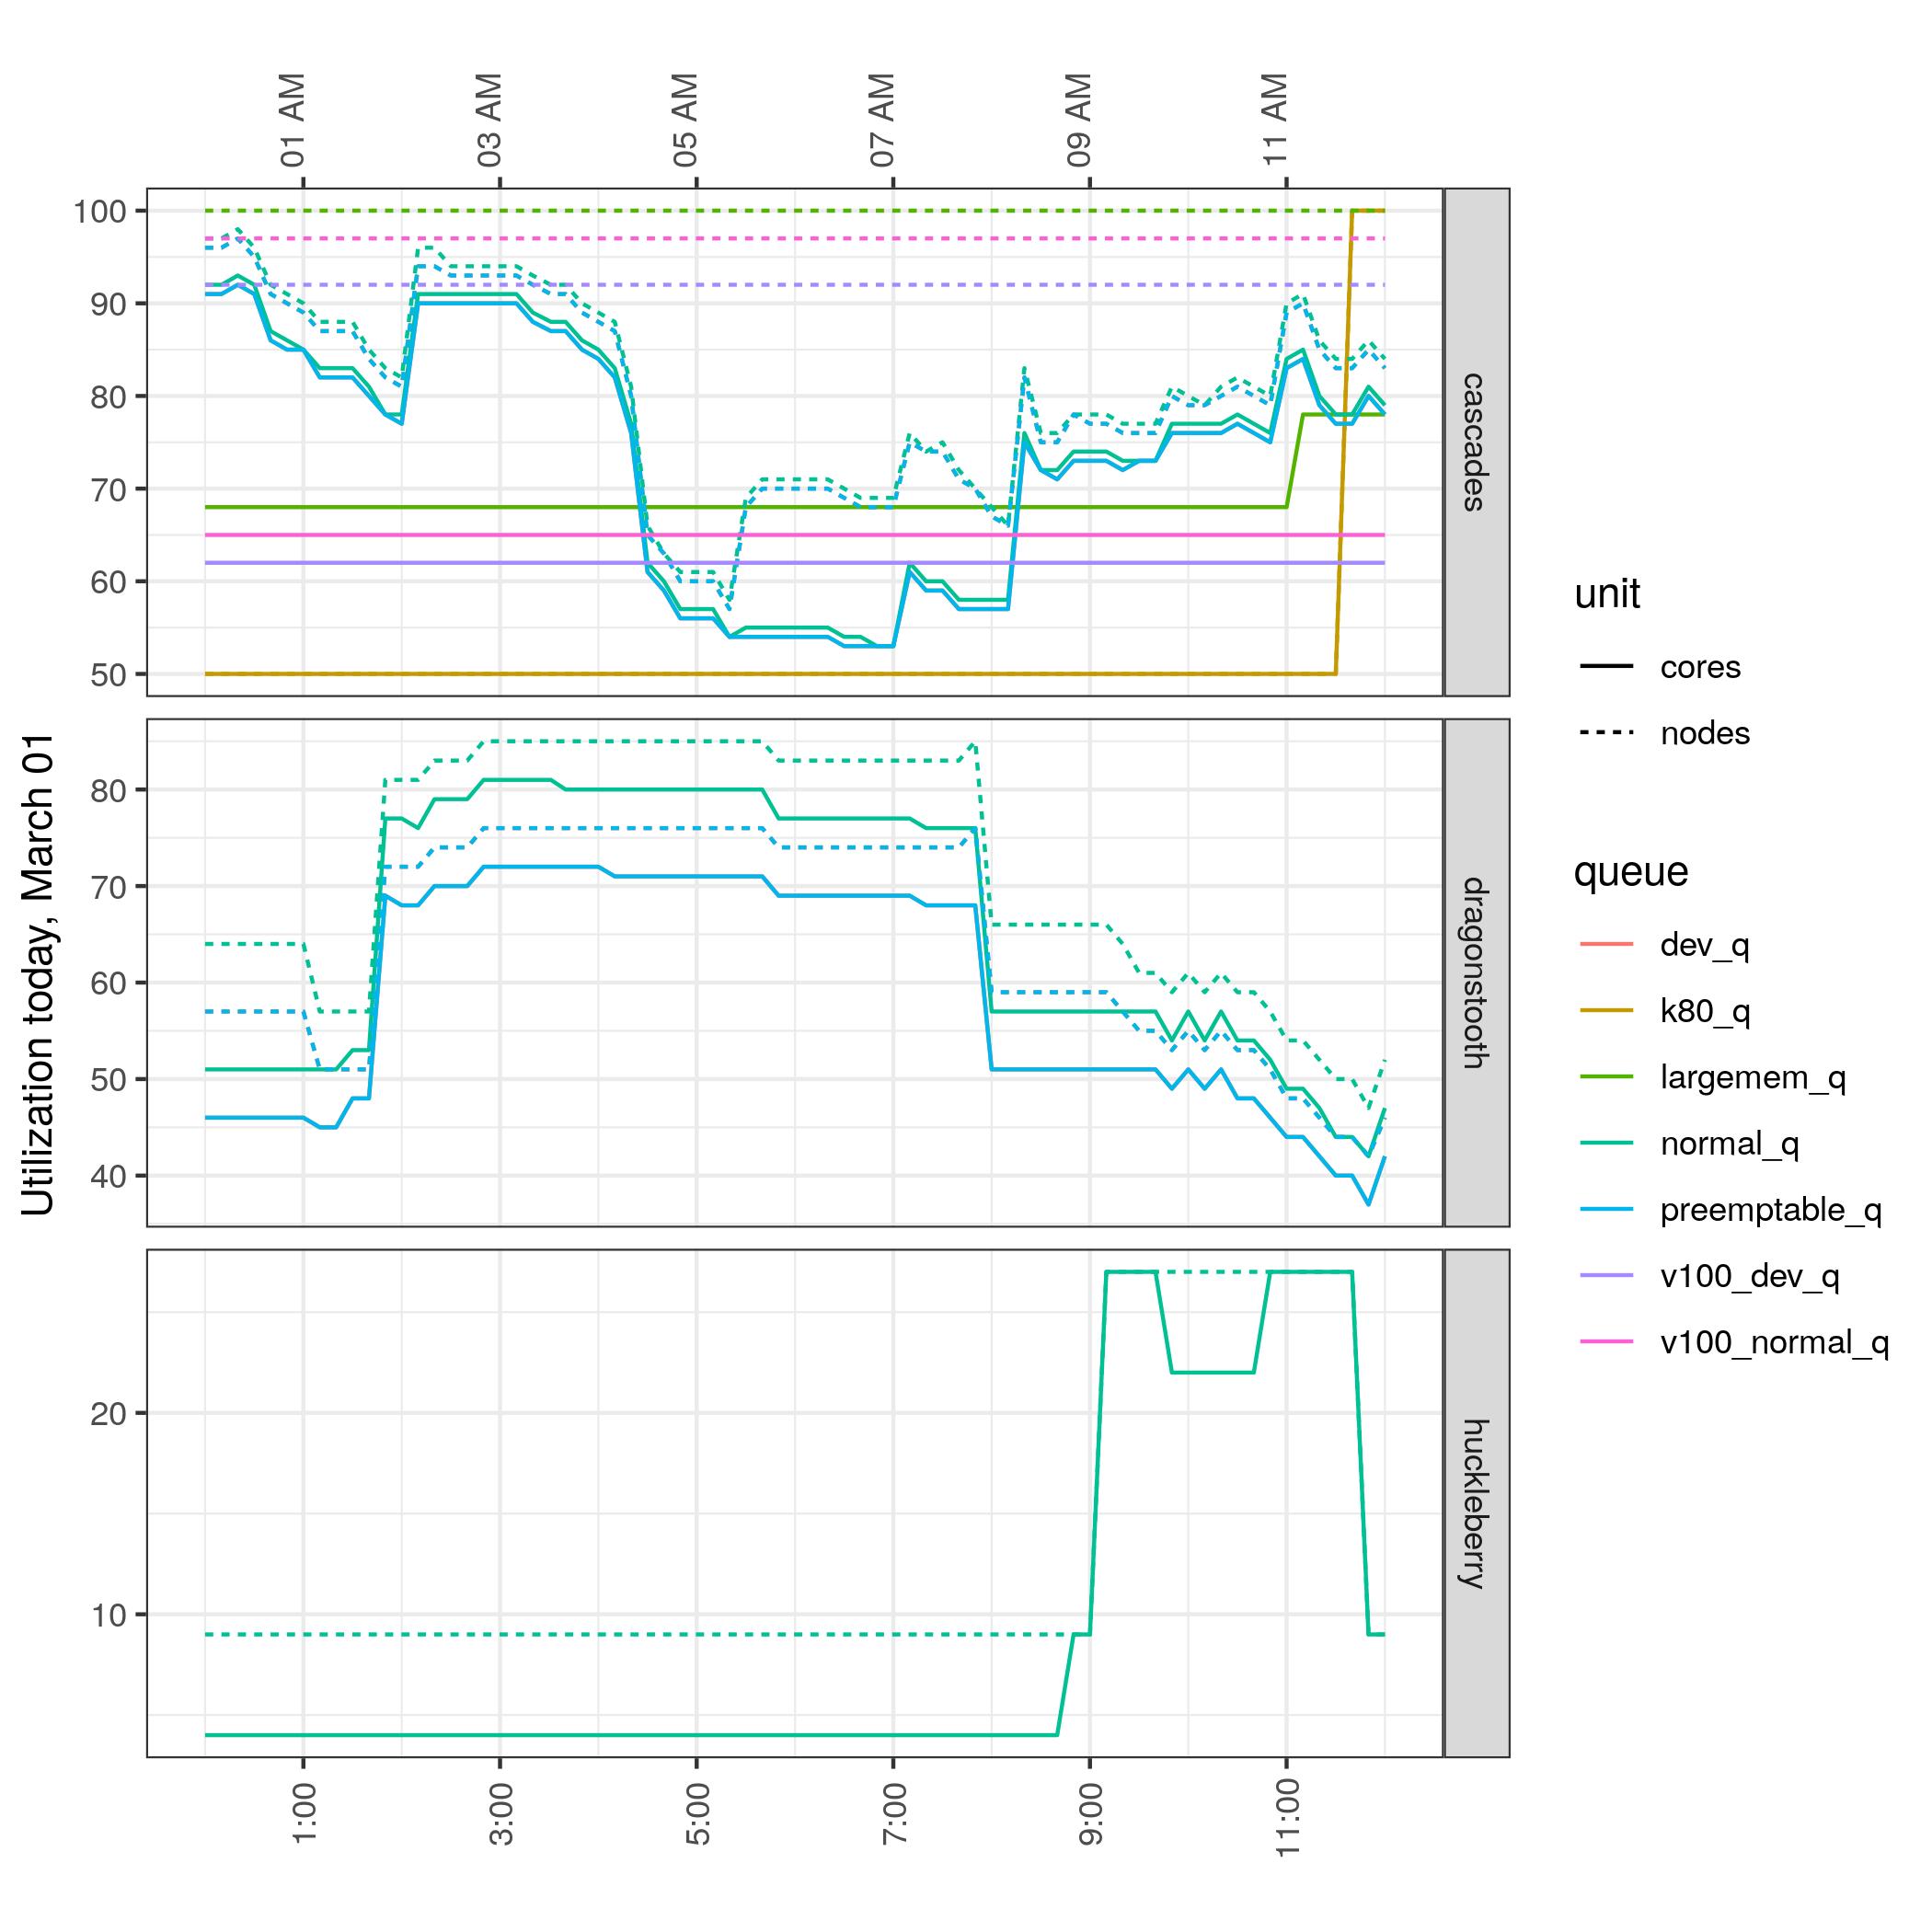 01 AM
03 AM
05 AM
07 AM
09 AM
11 AM
Utilization today, March 01
100
90
80
70
60
50
cascades
80
70
60
50
40
dragonstooth
20
10
huckleberry
1:00
3:00
5:00
7:00
9:00
11:00
unit
cores
nodes
queue
dev_q
k80_q
largemem_q
normal_q
preemptable_q
v100_dev_q
v100_normal_q